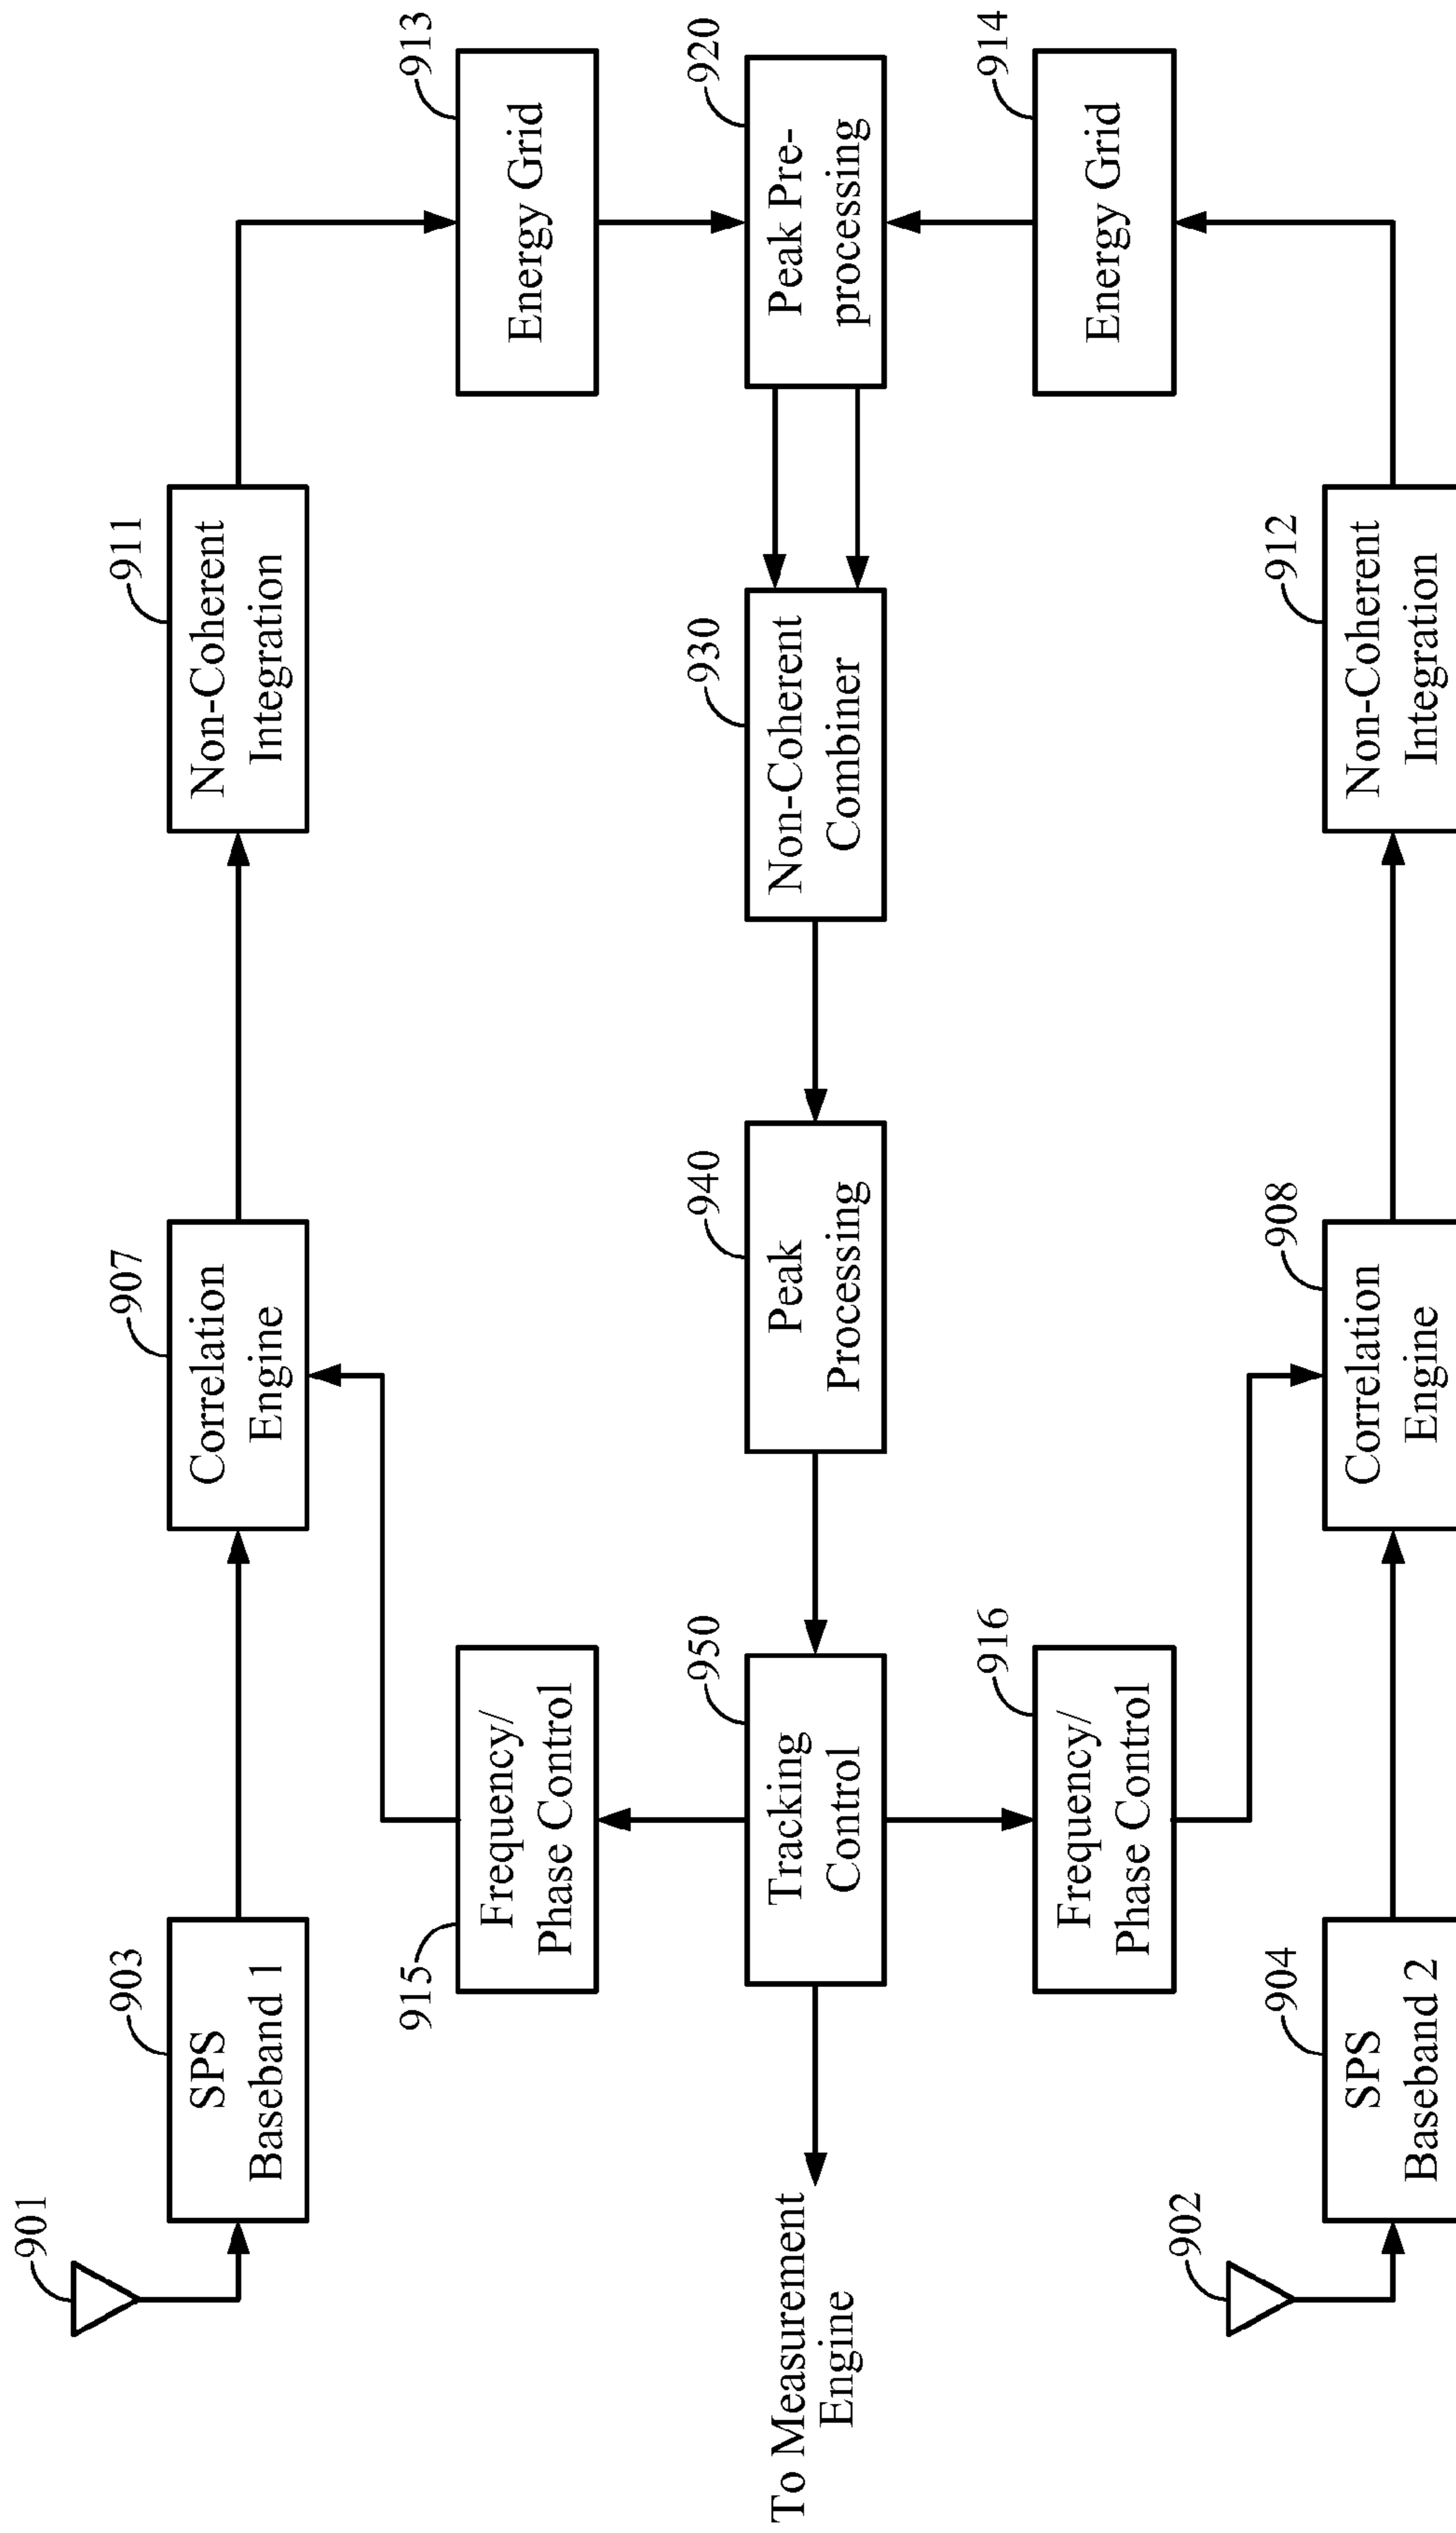 901
903
SPS
Baseband 1
907
Correlation
Engine
911
Non-Coherent
Integration
915
Frequency/
Phase Control
913
Energy Grid
To Measurement
Engine
950
Tracking
Control
940
Peak
Processing
930
Non-Coherent
Combiner
920
Peak Pre-
processing
916
Frequency/
Phase Control
914
Energy Grid
902
904
SPS
Baseband 2
908
Correlation
Engine
912
Non-Coherent
Integration